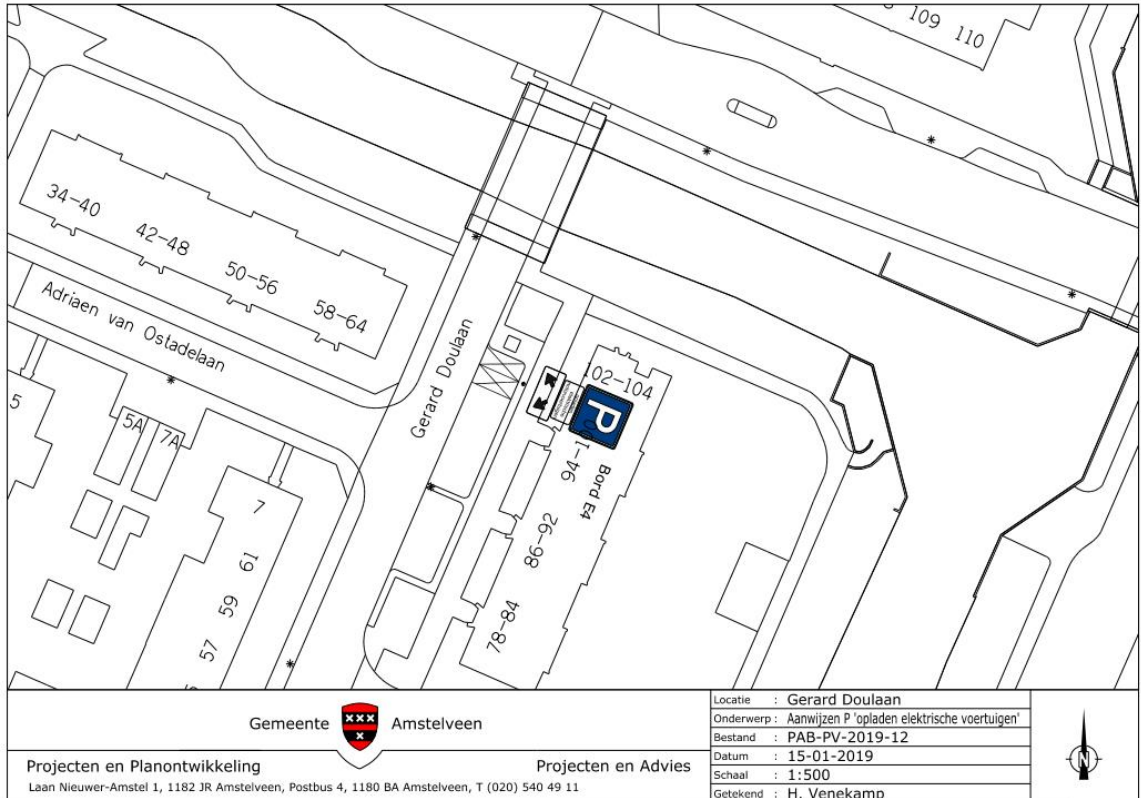 109 110
34-40
42-48
50-56
58-64
Adriaen van Ostadelaan
Gerard Doulaan
102-104
P
94-1
Bord E4
86-92
78-84
5
5A
7A
7
61
59
57
Gemeente Amstelveen
Projecten en Planontwikkeling
Projecten en Advies
Laan Nieuwer-Amstel 1, 1182 JR Amstelveen, Postbus 4, 1180 BA Amstelveen, T (020) 540 49 11
Locatie : Gerard Doulaan
Onderwerp : Aanwijzen P 'opladen elektrische voertuigen'
Bestand : PAB-PV-2019-12
Datum : 15-01-2019
Schaal : 1:500
Getekend : H. Venekamp
N